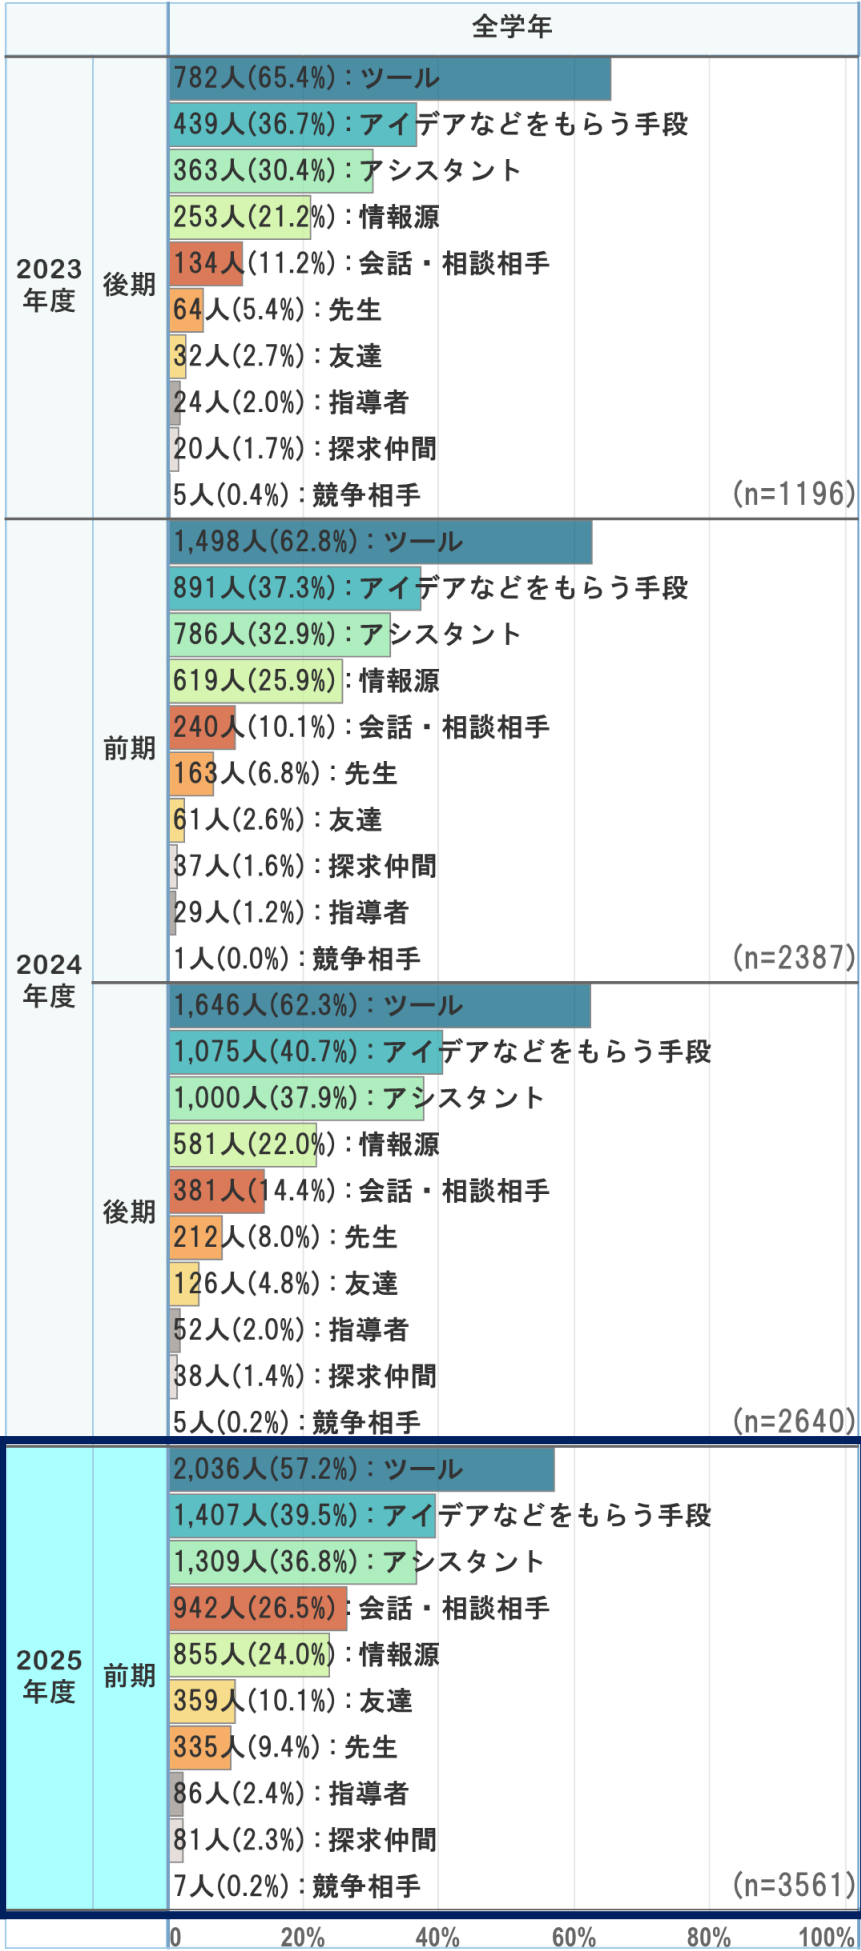 全学年
2023
年度
後期
782人(65.4%)：ツール
439人(36.7%)：アイデアなどをもらう手段
363人(30.4%)：アシスタント
253人(21.2%)：情報源
134人(11.2%)：会話・相談相手
64人(5.4%)：先生
32人(2.7%)：友達
24人(2.0%)：指導者
20人(1.7%)：探求仲間
5人(0.4%)：競争相手
(n=1196)
2024
年度
前期
1,498人(62.8%)：ツール
891人(37.3%)：アイデアなどをもらう手段
786人(32.9%)：アシスタント
619人(25.9%)：情報源
240人(10.1%)：会話・相談相手
163人(6.8%)：先生
61人(2.6%)：友達
37人(1.6%)：探求仲間
29人(1.2%)：指導者
1人(0.0%)：競争相手
(n=2387)
後期
1,646人(62.3%)：ツール
1,075人(40.7%)：アイデアなどをもらう手段
1,000人(37.9%)：アシスタント
581人(22.0%)：情報源
381人(14.4%)：会話・相談相手
212人(8.0%)：先生
126人(4.8%)：友達
52人(2.0%)：指導者
38人(1.4%)：探求仲間
5人(0.2%)：競争相手
(n=2640)
2025
年度
前期
2,036人(57.2%)：ツール
1,407人(39.5%)：アイデアなどをもらう手段
1,309人(36.8%)：アシスタント
942人(26.5%)：会話・相談相手
855人(24.0%)：情報源
359人(10.1%)：友達
335人(9.4%)：先生
86人(2.4%)：指導者
81人(2.3%)：探求仲間
7人(0.2%)：競争相手
(n=3561)
0 20% 40% 60% 80% 100%